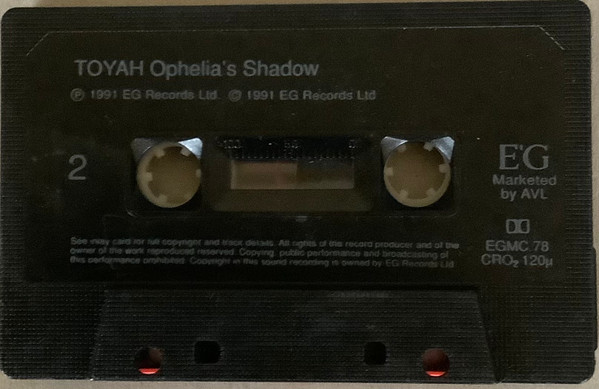 TOYAH Ophelia's Shadow
℗ 1991 EG Records Ltd. © 1991 EG Records Ltd
2
100 50 0
E'G
Marketed
by AVL
See inlay card for full copyright and track details. All rights of the record producer and of the
owner of the work reproduced reserved. Copying, public performance and broadcasting of
this performance prohibited. Copyright in this sound recording is owned by EG Records Ltd
EGMC 78
CRO₂ 120µ